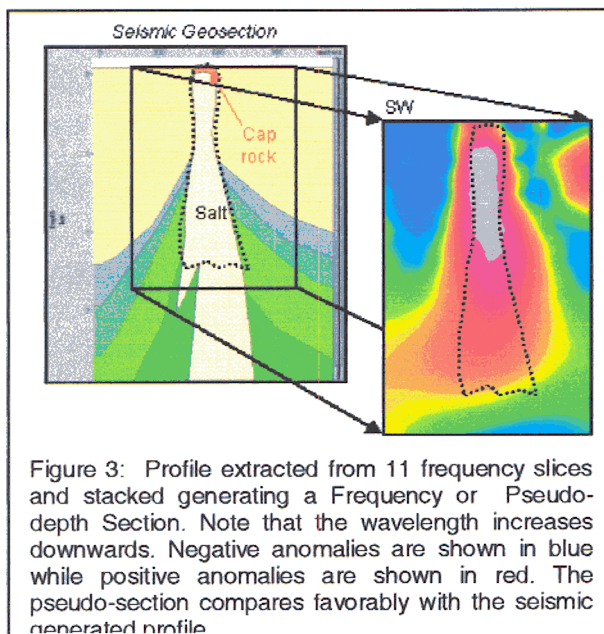 Seismic Geosection
SW
Cap
rock
Salt
Figure 3: Profile extracted from 11 frequency slices
and stacked generating a Frequency or Pseudo-
depth Section. Note that the wavelength increases
downwards. Negative anomalies are shown in blue
while positive anomalies are shown in red. The
pseudo-section compares favorably with the seismic
generated profile